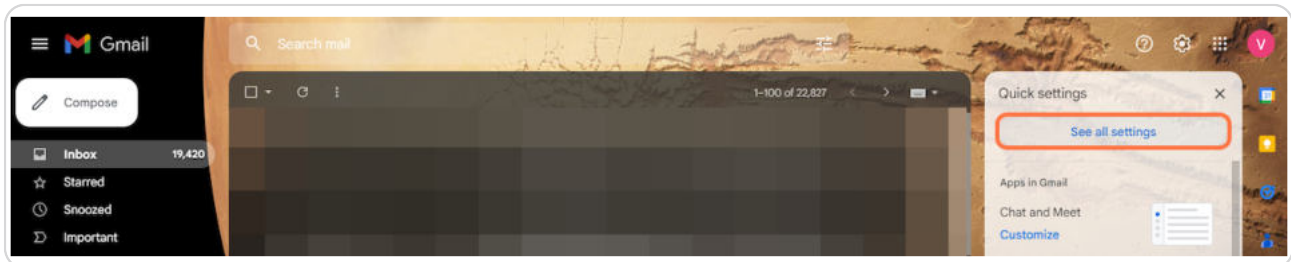 Gmail
Search mail
V
Compose
1–100 of 22,827
Quick settings
See all settings
Inbox 19,420
Starred
Apps in Gmail
Snoozed
Chat and Meet
Important
Customize